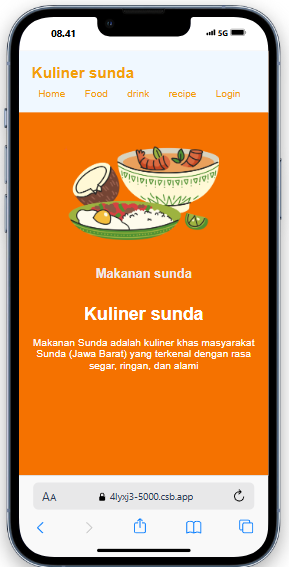 08.41
5G
Kuliner sunda
Home Food drink recipe Login
Makanan sunda
Kuliner sunda
Makanan Sunda adalah kuliner khas masyarakat
Sunda (Jawa Barat) yang terkenal dengan rasa
segar, ringan, dan alami
AA 4lyxj3-5000.csb.app